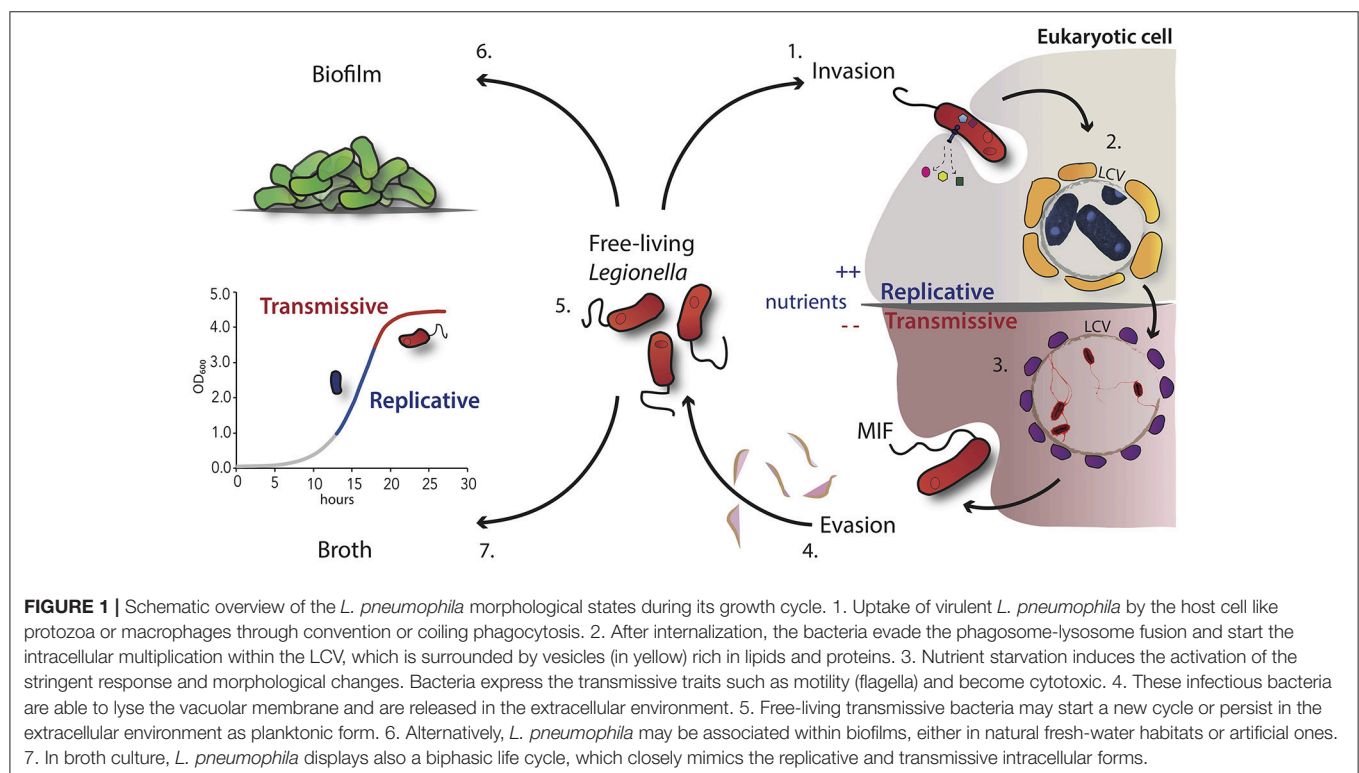 Eukaryotic cell
6.
Biofilm
1.
Invasion
2.
LCV
Free-living
Legionella
5.
++
nutrients
--
Replicative
Transmissive
LCV
3.
MIF
Evasion
4.
5.0
4.0
3.0
2.0
1.0
0.0
OD600
Transmissive
Replicative
0 5 10 15 20 25 30
hours
Broth
7.
FIGURE 1 | Schematic overview of the L. pneumophila morphological states during its growth cycle. 1. Uptake of virulent L. pneumophila by the host cell like
protozoa or macrophages through convention or coiling phagocytosis. 2. After internalization, the bacteria evade the phagosome-lysosome fusion and start the
intracellular multiplication within the LCV, which is surrounded by vesicles (in yellow) rich in lipids and proteins. 3. Nutrient starvation induces the activation of the
stringent response and morphological changes. Bacteria express the transmissive traits such as motility (flagella) and become cytotoxic. 4. These infectious bacteria
are able to lyse the vacuolar membrane and are released in the extracellular environment. 5. Free-living transmissive bacteria may start a new cycle or persist in the
extracellular environment as planktonic form. 6. Alternatively, L. pneumophila may be associated within biofilms, either in natural fresh-water habitats or artificial ones.
7. In broth culture, L. pneumophila displays also a biphasic life cycle, which closely mimics the replicative and transmissive intracellular forms.